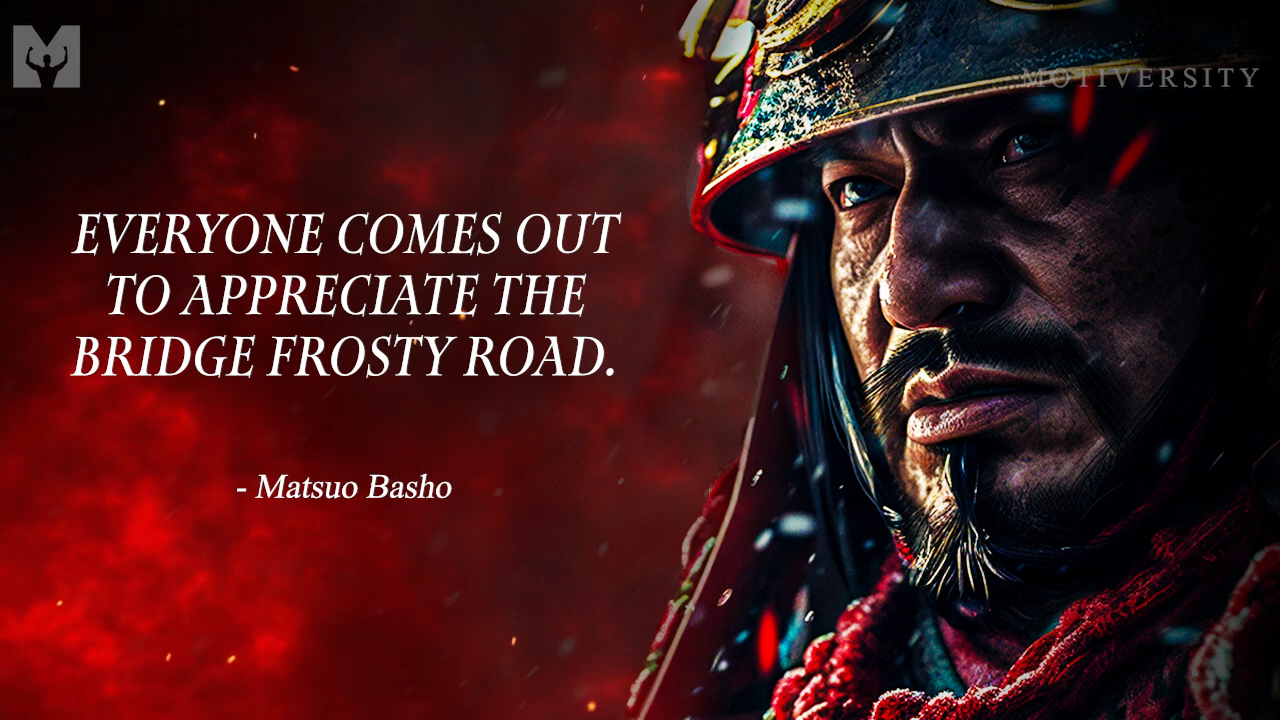 M
MOTIVERSITY
EVERYONE COMES OUT
TO APPRECIATE THE
BRIDGE FROSTY ROAD.
- Matsuo Basho